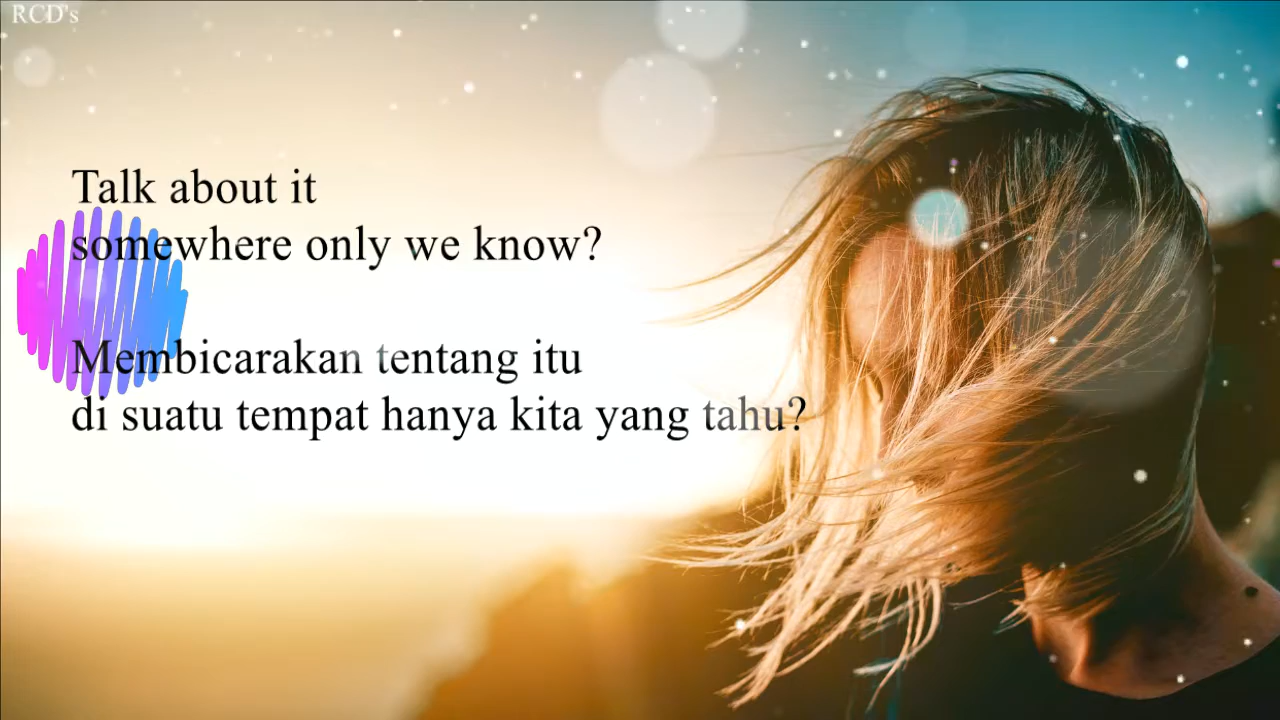 RCD's
Talk about it
somewhere only we know?
Membicarakan tentang itu
di suatu tempat hanya kita yang tahu?